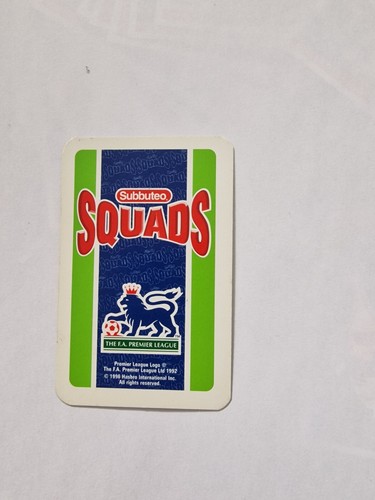 Subbuteo
SQUADS
THE F.A. PREMIER LEAGUE
Premier League Logo ©
The F.A. Premier League Ltd 1992
© 1996 Hasbro International Inc.
All rights reserved.